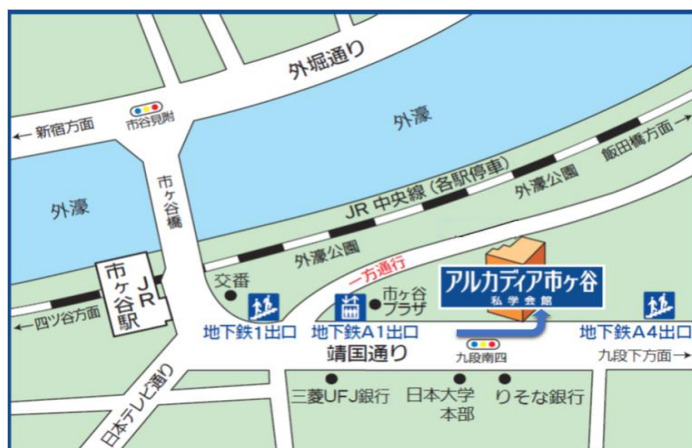 外堀通り
市谷見附
←新宿方面
外濠
飯田橋方面→
市ヶ谷橋
JR 中央線(各駅停車)
外濠公園
外濠
外濠公園
一方通行
アルカディア市ヶ谷
私学会館
JR
市ヶ谷駅
交番
市ヶ谷
プラザ
←四ツ谷方面
地下鉄1出口
地下鉄A1出口
地下鉄A4出口
靖国通り
九段南四
九段下方面→
日本テレビ通り
三菱UFJ銀行
日本大学
本部
りそな銀行